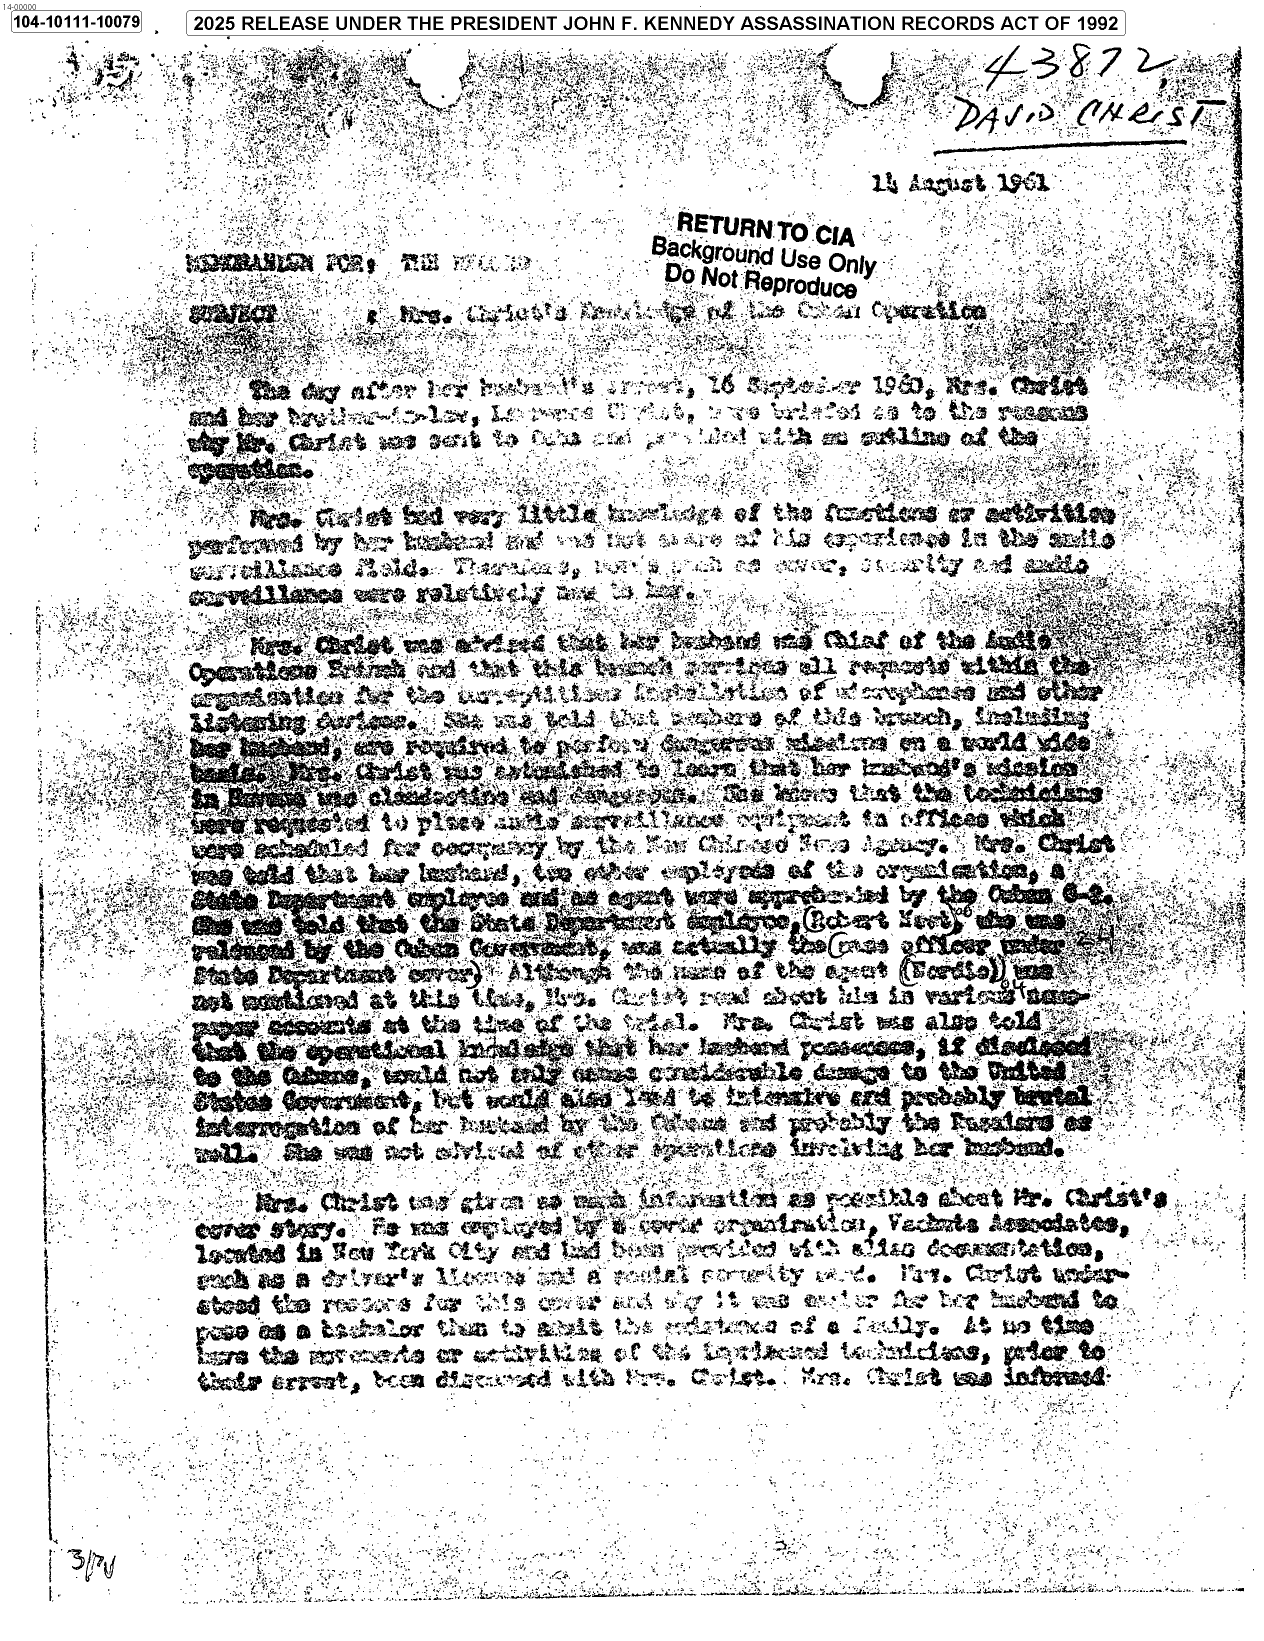 14-00000
104-10111-10079
2025 RELEASE UNDER THE PRESIDENT JOHN F. KENNEDY ASSASSINATION RECORDS ACT OF 1992
43872
DAVID CHRIST
14 August 1961
RETURN TO CIA
Background Use Only
Do Not Reproduce
MEMORANDUM FOR: THE RECORD
SUBJECT : Mrs. Christ's Knowledge of the Cuban Operation
The day after her husband's arrest, 16 September 1960, Mrs. Christ
and her brother-in-law, Lawrence Christ, were briefed as to the reasons
why Mr. Christ was sent to Cuba and provided with an outline of the
operation.
Mrs. Christ had very little knowledge of the functions or activities
performed by her husband and was not aware of his experience in the audio
surveillance field. Therefore, such as cover, security and audio
surveillance were relatively new to her.
Mrs. Christ was advised that her husband was Chief of the Audio
Operations Branch and that this branch services all requests within the
organization for the surreptitious installation of microphones and other
listening devices. She was told that members of this branch, including
her husband, are required to perform dangerous missions on a world wide
basis. Mrs. Christ was astonished to learn that her husband's mission
in Havana was clandestine and dangerous. She knows that the technicians
were requested to place audio surveillance equipment in offices which
were scheduled for occupancy by the New Chinese News Agency. Mrs. Christ
was told that her husband, two other employees of the organization, a
State Department employee and an agent were apprehended by the Cuban G-2.
She was told that the State Department employee, (Robert Neet)06 who was
released by the Cuban Government, was actually the (case officer under 24
State Department cover) Although the name of the agent ((Nordio)) was
not mentioned at this time, Mrs. Christ read about him in various news-
paper accounts at the time of the trial. Mrs. Christ was also told
that the operational knowledge that her husband possesses, if disclosed
to the Cubans, would not only cause considerable damage to the United
States Government, but would also lead to intensive and probably brutal
interrogation of her husband by the Cubans and probably the Russians as
well. She was not advised of other operations involving her husband.
Mrs. Christ was given as much information as possible about Mr. Christ's
cover story. He was employed by a cover organization, Vachuts Associates,
located in New York City and had been provided with alias documentation,
such as a driver's license and a social security card. Mrs. Christ under-
stood the reasons for this cover and why it was easier for her husband to
pose as a bachelor than to admit the existence of a family. At no time
have the movements or activities of the imprisoned technicians, prior to
their arrest, been discussed with Mrs. Christ. Mrs. Christ was informed